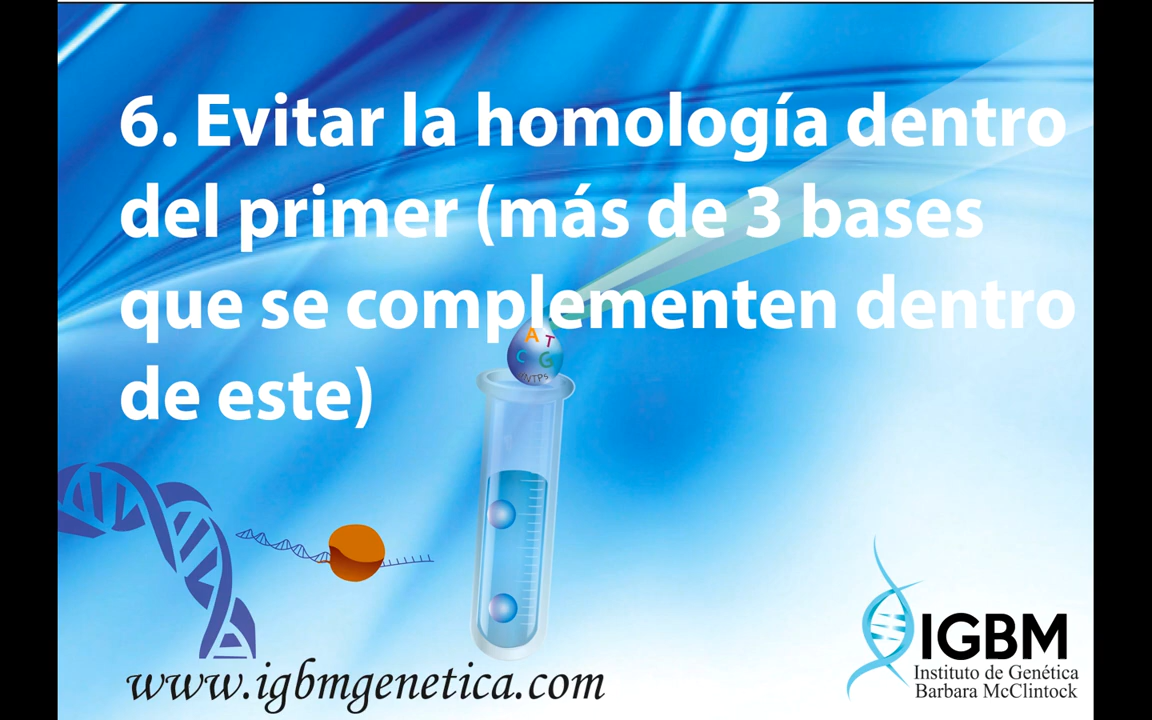 6. Evitar la homología dentro
del primer (más de 3 bases
que se complementen dentro
de este)
A T
C G
www.igbmgenetica.com
IGBM
Instituto de Genética
Barbara McClintock